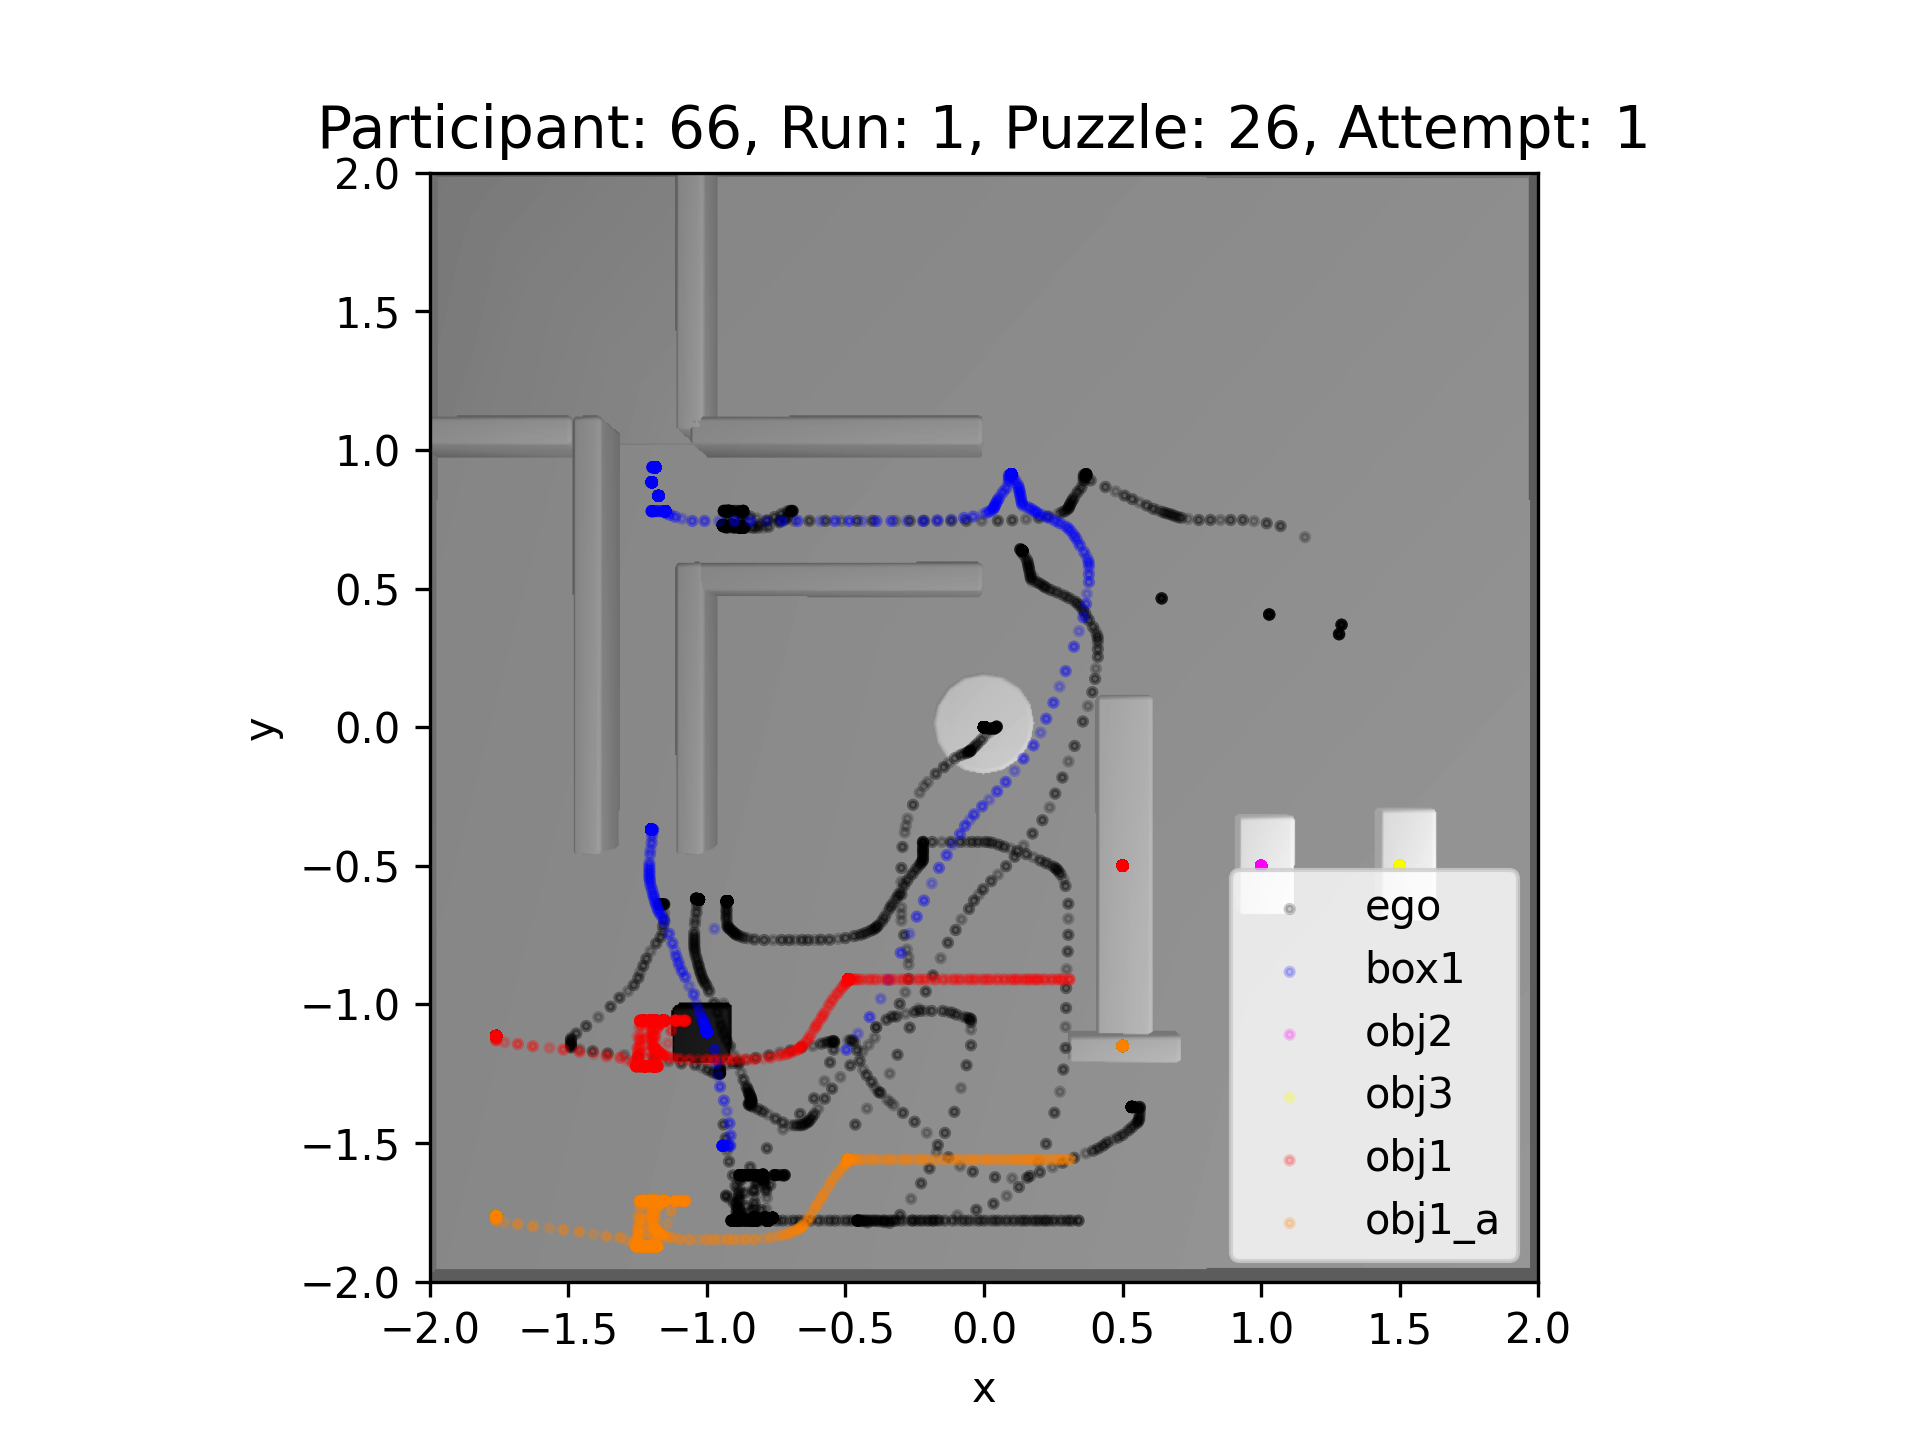 Participant: 66, Run: 1, Puzzle: 26, Attempt: 1
2.0
1.5
1.0
0.5
0.0
−0.5
−1.0
−1.5
−2.0
y
ego
box1
obj2
obj3
obj1
obj1_a
−2.0 −1.5 −1.0 −0.5 0.0 0.5 1.0 1.5 2.0
x